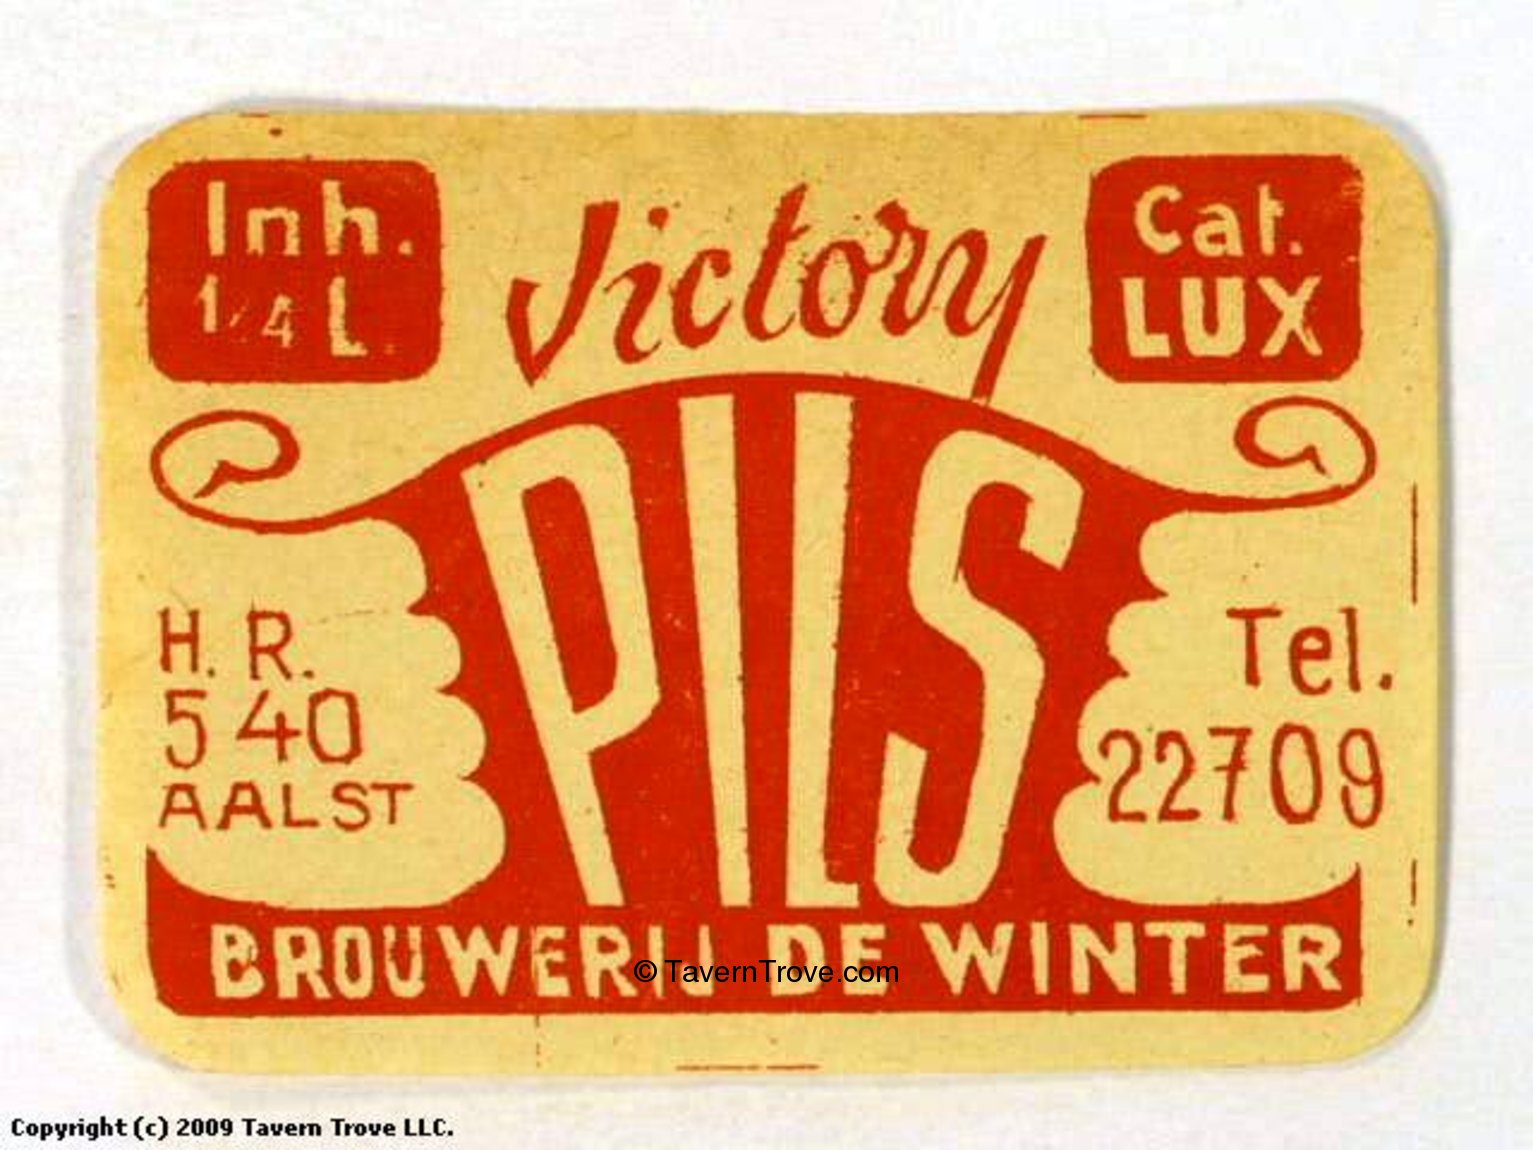 Inh.
1/4 L.
Victory
Cat.
LUX
PILS
H. R.
540
AALST
Tel.
22709
BROUWERIJ DE WINTER
© TavernTrove.com
Copyright (c) 2009 Tavern Trove LLC.